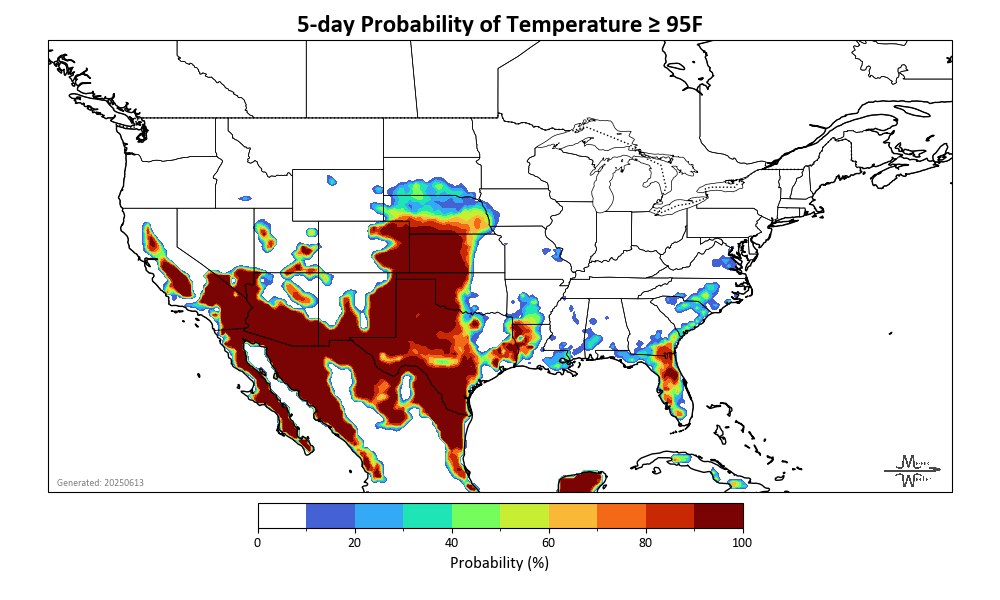 5-day Probability of Temperature ≥ 95F
Generated: 20250613
0 20 40 60 80 100
Probability (%)